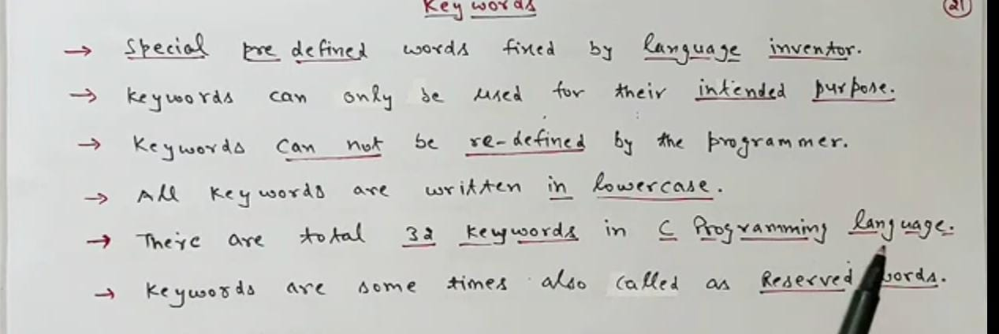 Key words
21
→ Special pre defined words fixed by language inventor.
→ Keywords can only be used for their intended purpose.
→ Keywords can not be re-defined by the programmer.
→ All Keywords are written in lowercase.
→ There are total 32 keywords in C Programming language.
→ Keywords are some times also called as Reserved words.